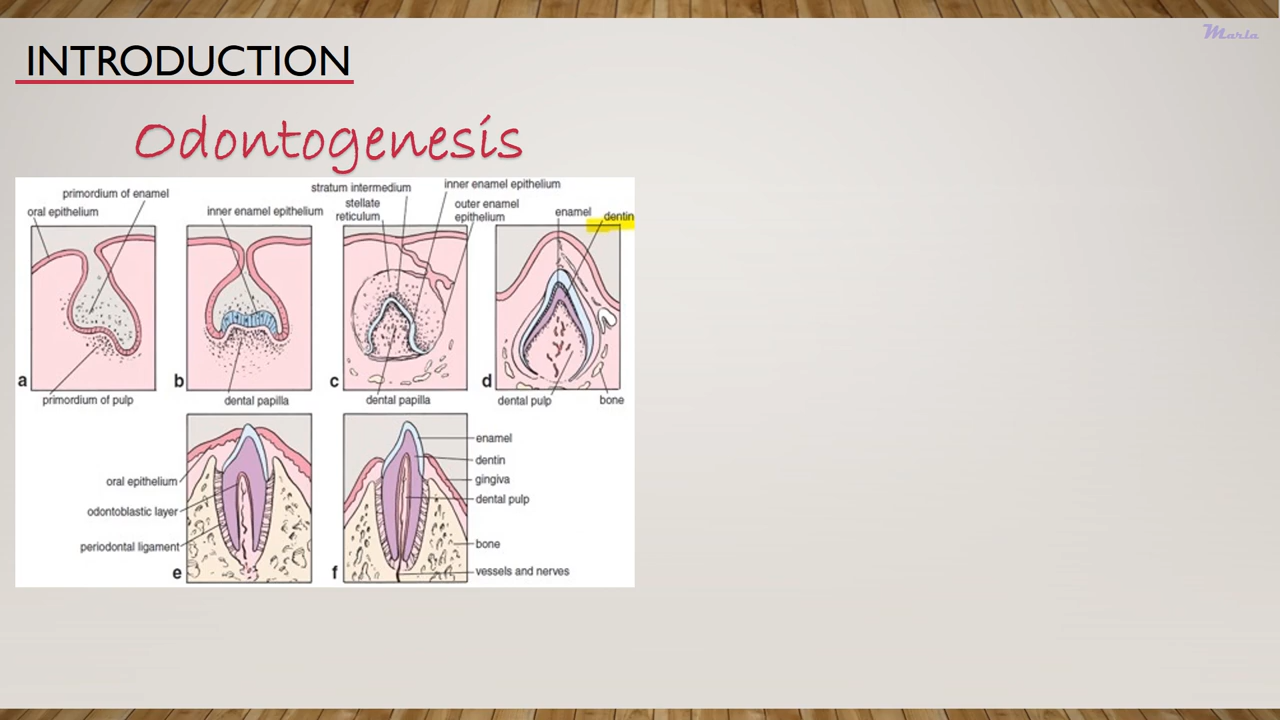 Marla
INTRODUCTION
Odontogenesis
primordium of enamel
oral epithelium
inner enamel epithelium
stratum intermedium
stellate
reticulum
inner enamel epithelium
outer enamel
epithelium
enamel
dentin
a
b
c
d
primordium of pulp
dental papilla
dental papilla
dental pulp
bone
oral epithelium
odontoblastic layer
periodontal ligament
e
f
enamel
dentin
gingiva
dental pulp
bone
vessels and nerves